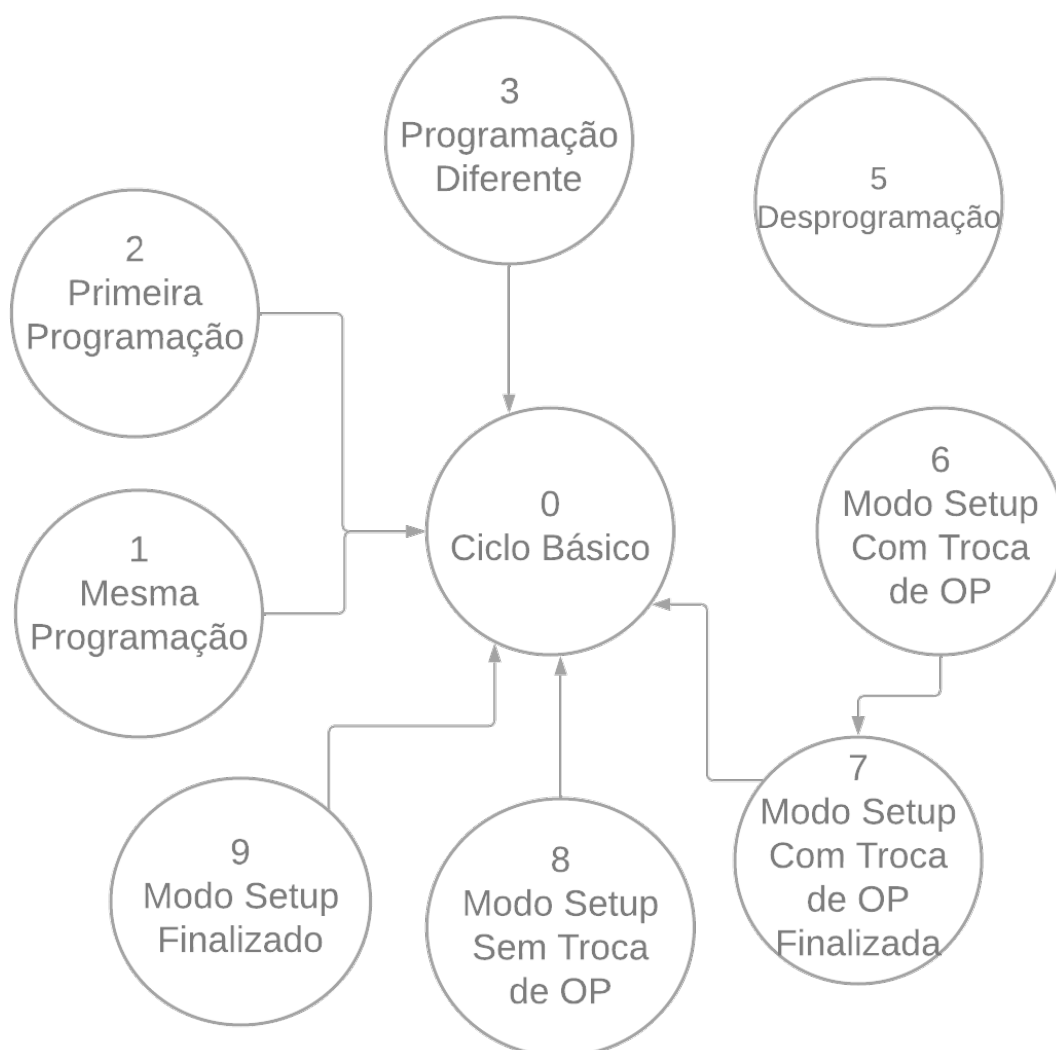 3
Programação
Diferente
5
Desprogramação
2
Primeira
Programação
0
Ciclo Básico
6
Modo Setup
Com Troca
de OP
1
Mesma
Programação
7
Modo Setup
Com Troca
de OP
Finalizada
9
Modo Setup
Finalizado
8
Modo Setup
Sem Troca
de OP